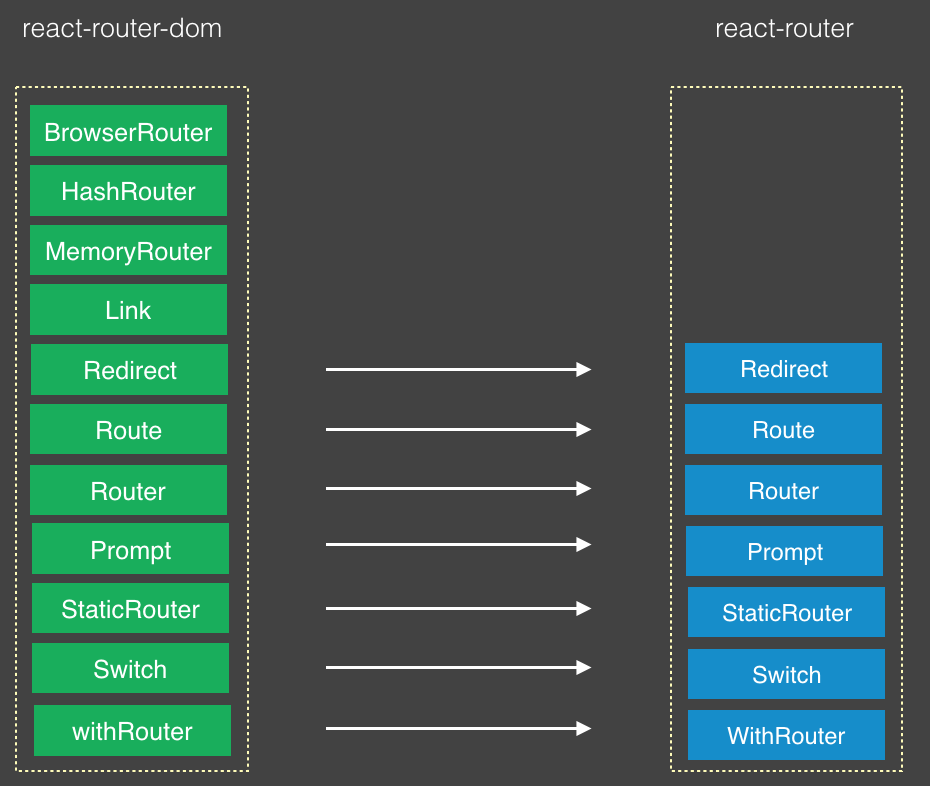 react-router-dom
react-router
BrowserRouter
HashRouter
MemoryRouter
Link
Redirect
Redirect
Route
Route
Router
Router
Prompt
Prompt
StaticRouter
StaticRouter
Switch
Switch
withRouter
WithRouter